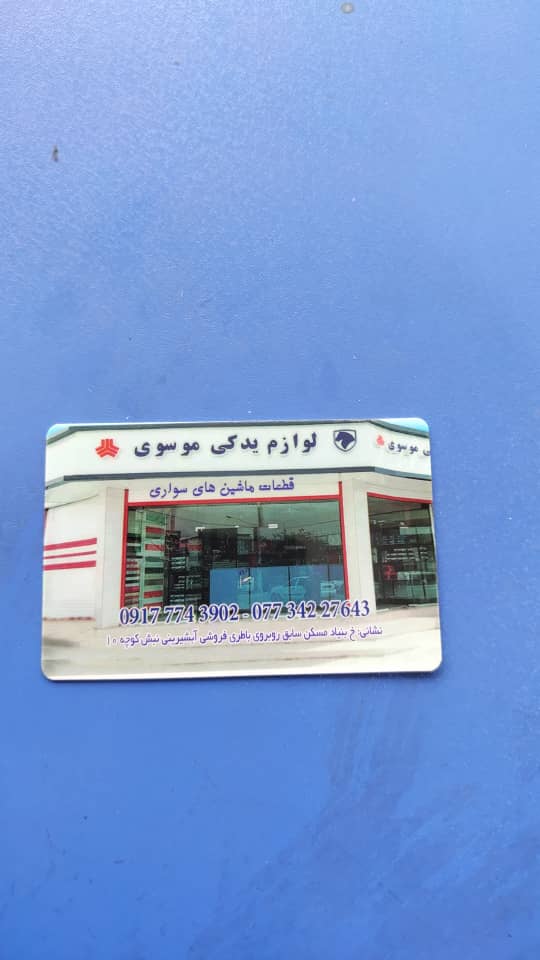 لوازم یدکی موسوی
ی موسوی
قطعات ماشین های سواری
0917 774 3902 - 077 342 27643
نشانی: خ بنیاد مسکن سابق روبروی باطری فروشی آبشیرینی نبش کوچه 10